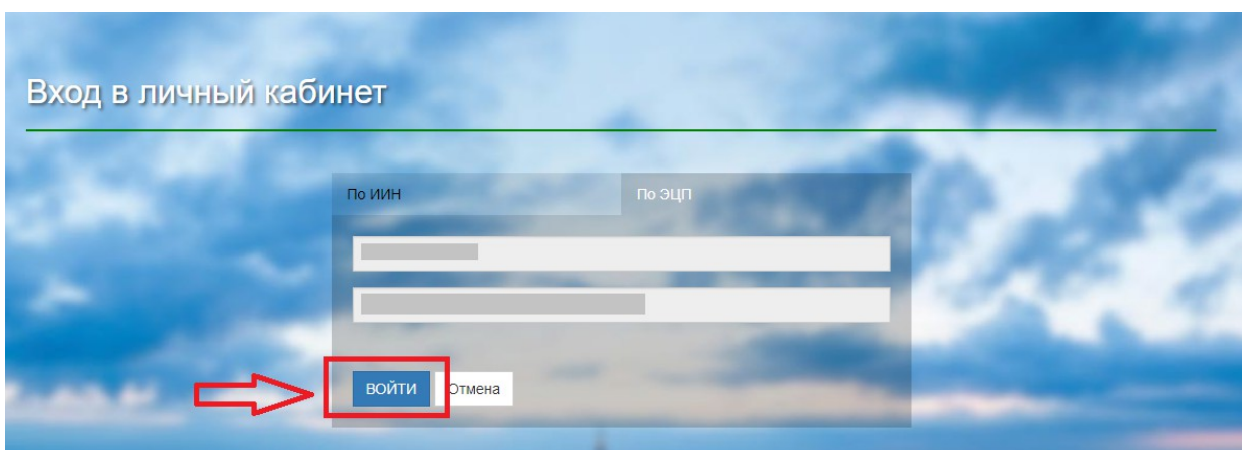 Вход в личный кабинет
По ИИН
По ЭЦП
ВОЙТИ
Отмена